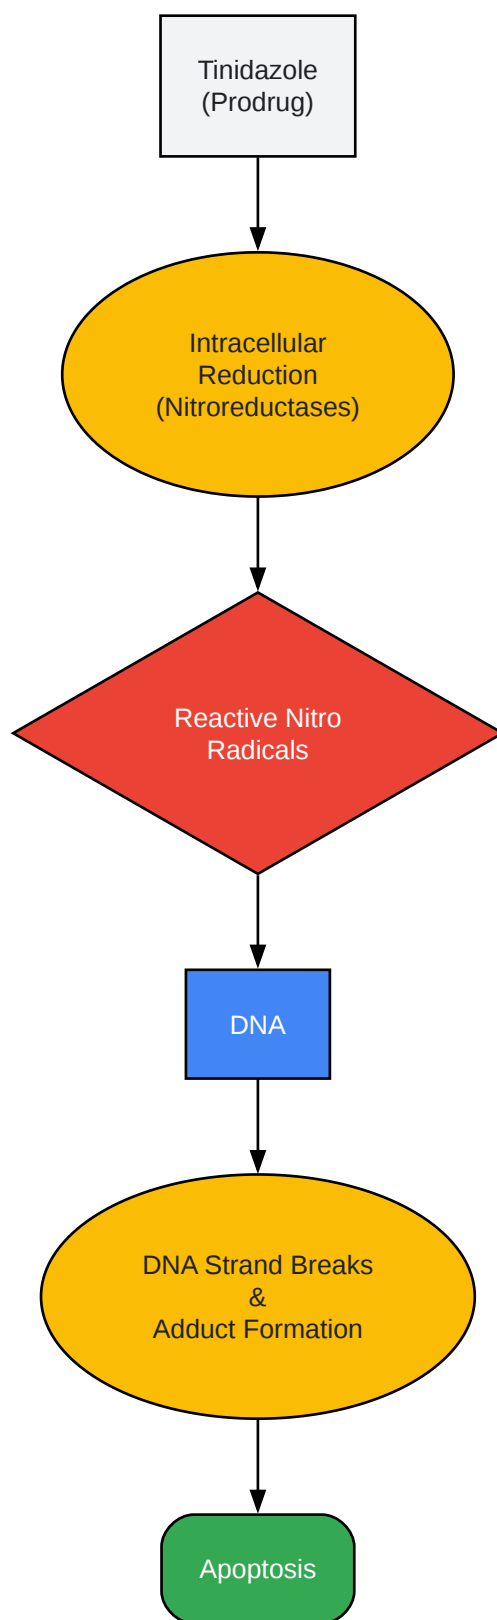 Tinidazole
(Prodrug)
Intracellular
Reduction
(Nitroreductases)
Reactive Nitro
Radicals
DNA
DNA Strand Breaks
&
Adduct Formation
Apoptosis